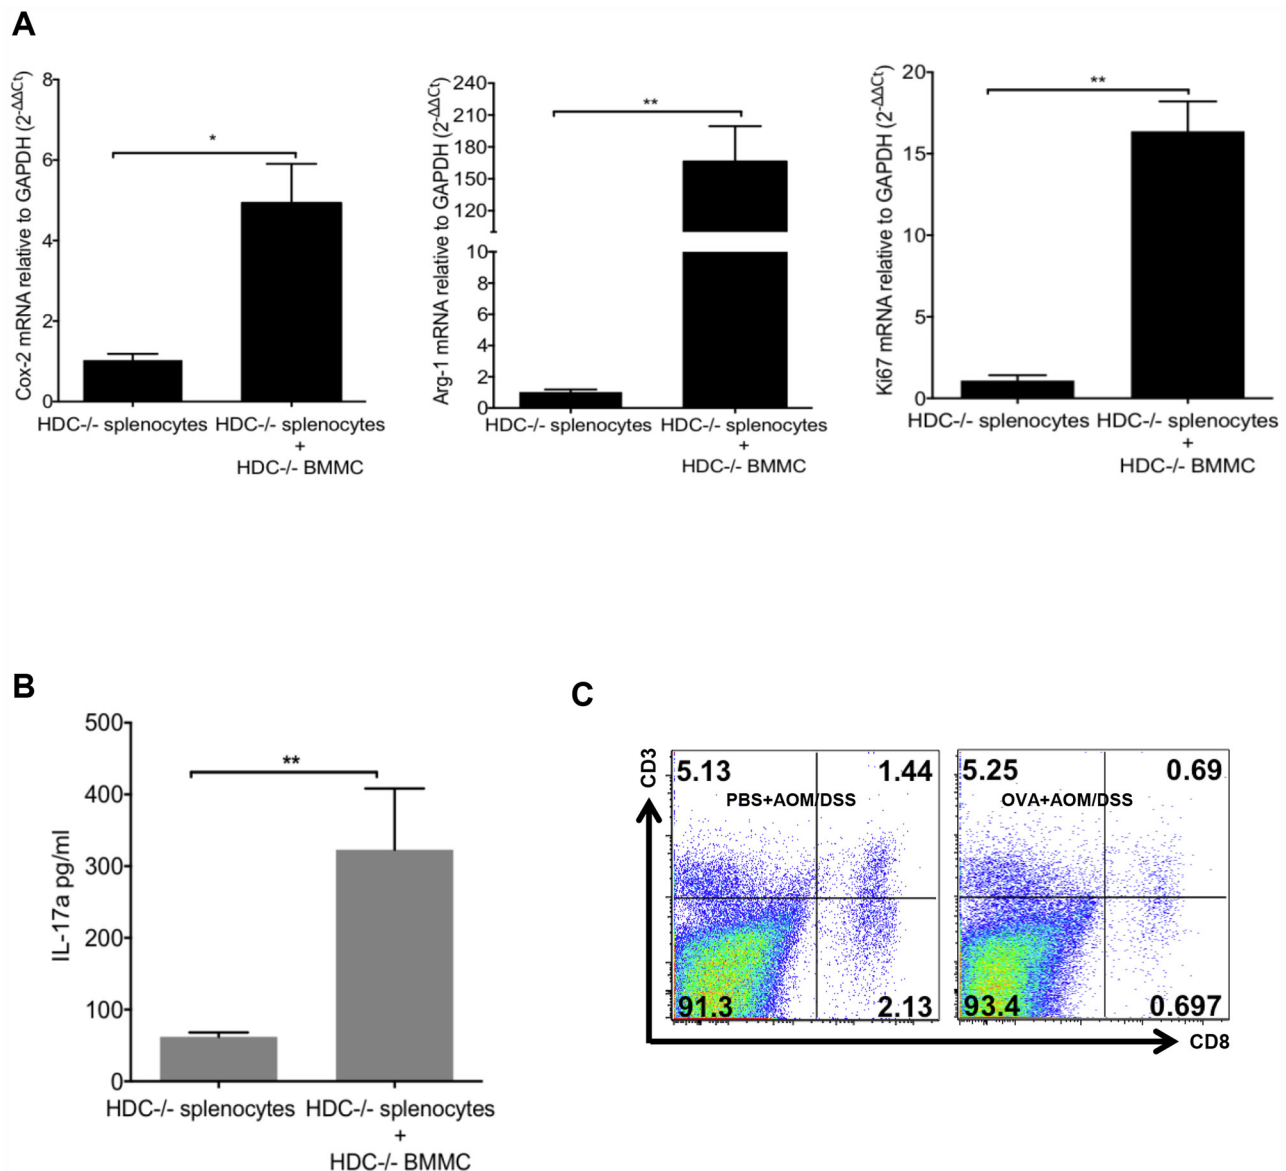 A
Cox-2 mRNA relative to GAPDH (2-ΔΔCt)
8
6
4
2
0
*
HDC-/- splenocytes
HDC-/- splenocytes
+
HDC-/- BMMC
Arg-1 mRNA relative to GAPDH (2-ΔΔCt)
240
210
180
150
120
10
8
6
4
2
0
**
HDC-/- splenocytes
HDC-/- splenocytes
+
HDC-/- BMMC
Ki67 mRNA relative to GAPDH (2-ΔΔCt)
20
15
10
5
0
**
HDC-/- splenocytes
HDC-/- splenocytes
+
HDC-/- BMMC
B
IL-17a pg/ml
500
400
300
200
100
0
**
HDC-/- splenocytes
HDC-/- splenocytes
+
HDC-/- BMMC
C
CD3
5.13
1.44
PBS+AOM/DSS
91.3
2.13
5.25
0.69
OVA+AOM/DSS
93.4
0.697
CD8